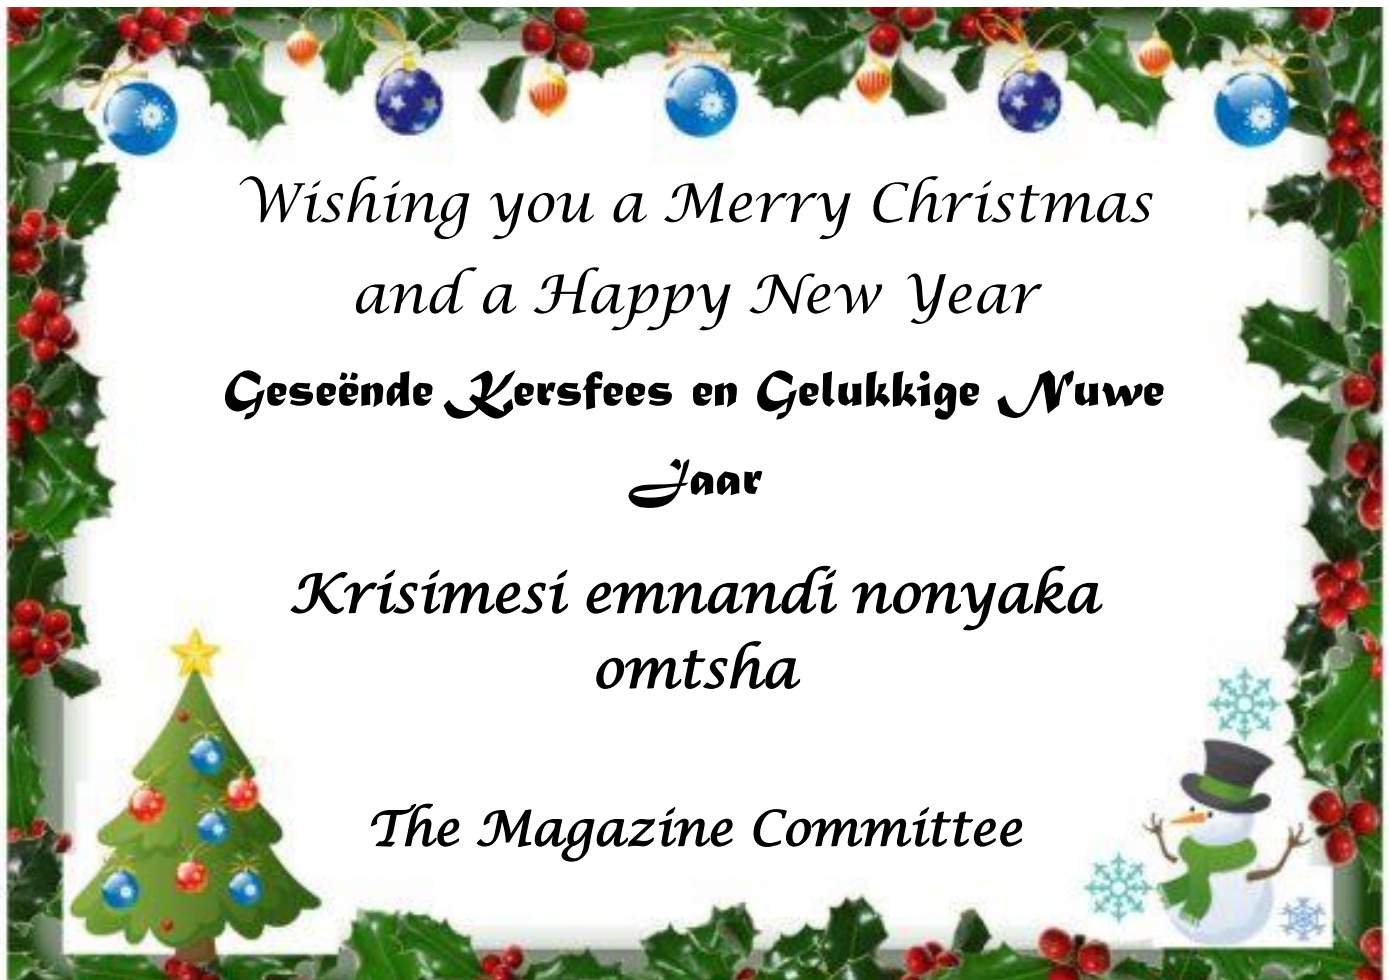 Wishing you a Merry Christmas
and a Happy New Year
Geseënde Kersfees en Gelukkige Nuwe
Jaar
Krisimesi emnandi nonyaka
omtsha
The Magazine Committee